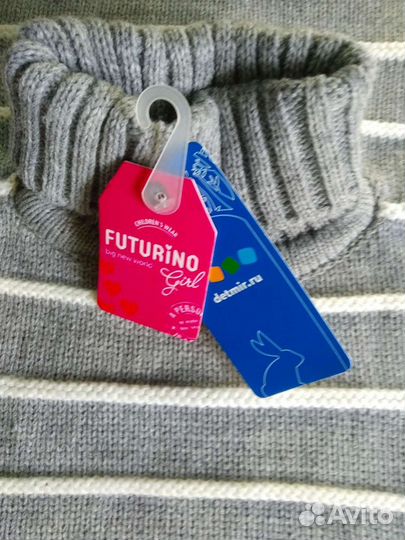 CHILDREN'S WEAR
FUTURINO
big new world
Girl
detmir.ru
Avito